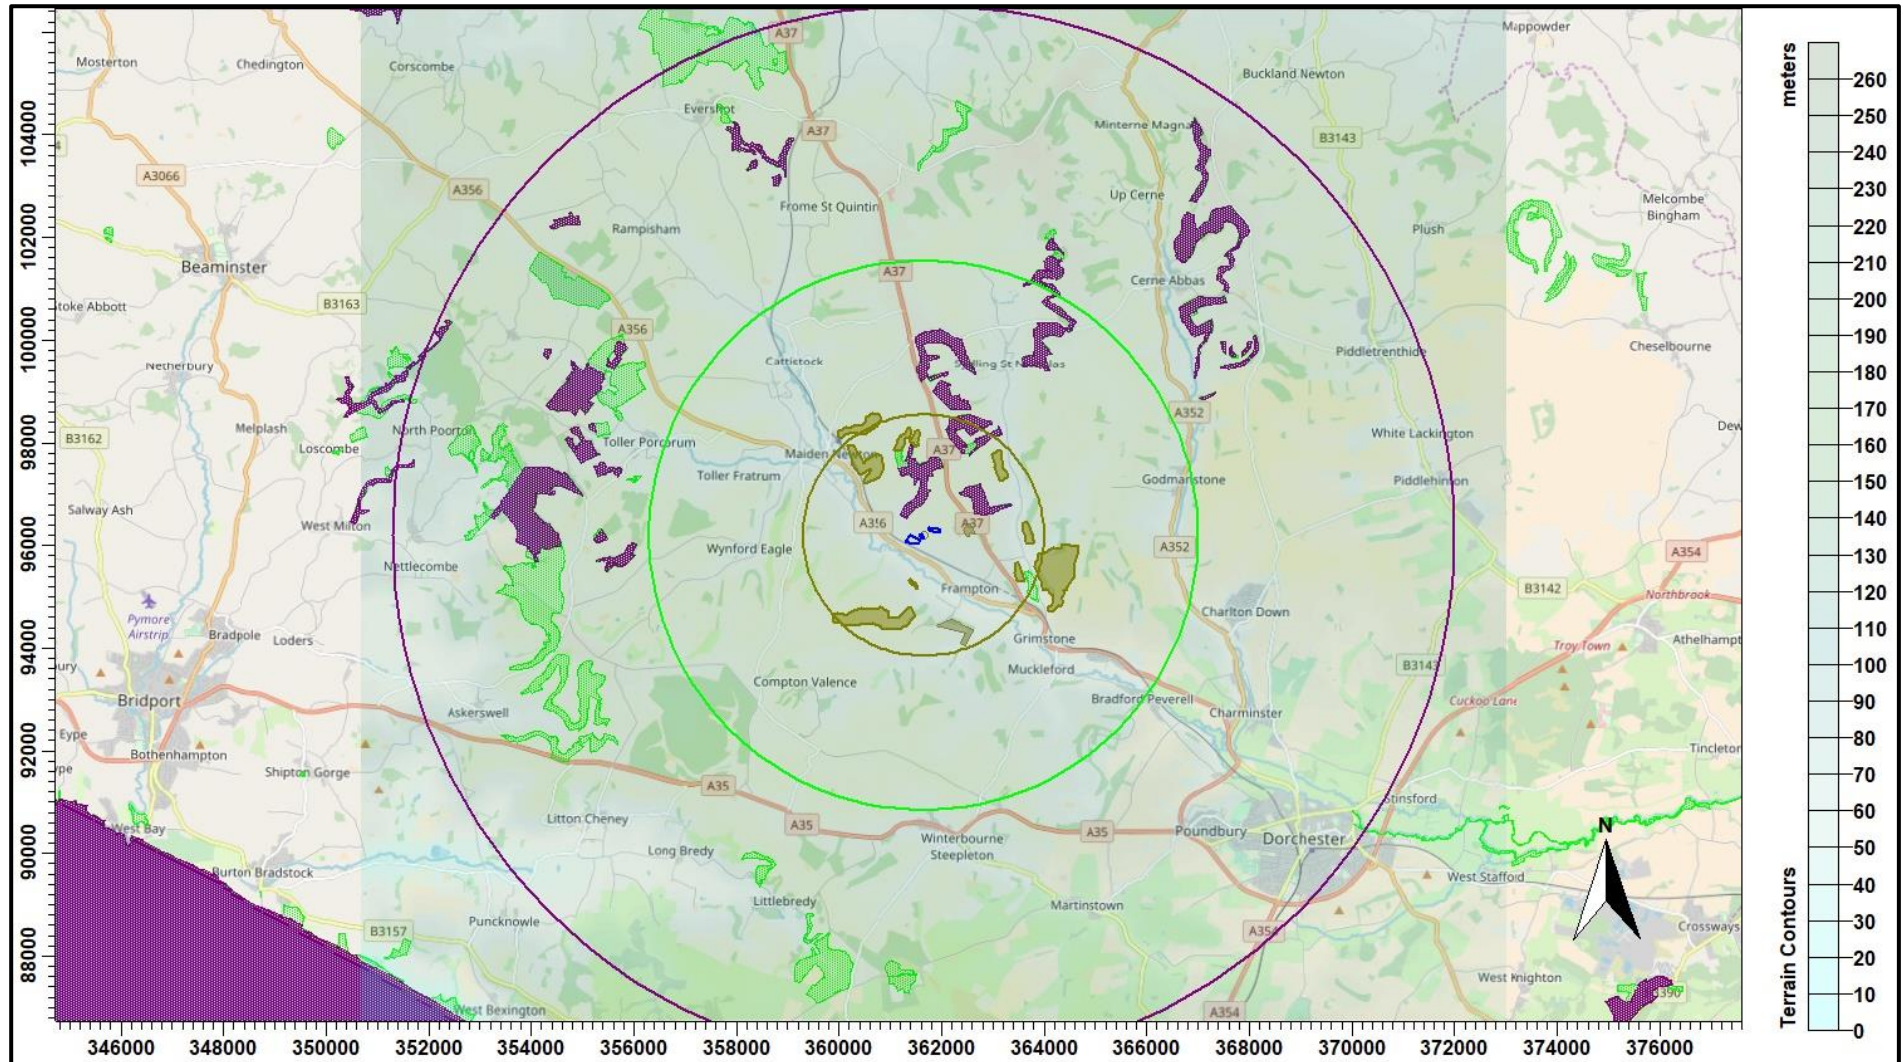 A37
Mappowder
Mosterton
Chedington
Corscombe
Buckland Newton
Evershot
A37
Minterne Magna
B3143
A3066
A356
Up Cerne
Melcombe
Bingham
Frome St Quintin
Rampisham
Plush
Beaminster
A37
Cerne Abbas
Stoke Abbott
B3163
A356
Cattistock
Piddletrenthide
Cheselbourne
Netherbury
A352
B3162
Melplash
North Poorton
White Lackington
Dew
Loscombe
Toller Porcorum
Maiden Newton
A37
Toller Fratrum
Godmanstone
Piddlehinton
Salway Ash
West Milton
A356
A37
Wynford Eagle
A352
A354
Nettlecombe
Frampton
B3142
Northbrook
Pymore
Airstrip
Bradpole
Loders
Charlton Down
Grimstone
Troy Town
Athelhampt
B3143
Muckleford
Compton Valence
Bridport
Bradford Peverell
Cuckoo Lane
Askerswell
Charminster
Eype
Bothenhampton
Shipton Gorge
Tincleton
A35
Stinsford
West Bay
Litton Cheney
A35
A35
Poundbury
Dorchester
Winterbourne
Steepleton
Long Bredy
Burton Bradstock
West Stafford
Littlebredy
Martinstown
Puncknowle
B3157
A354
Crossways
West Knighton
West Bexington
A354
N
104000
102000
100000
98000
96000
94000
92000
90000
88000
346000 348000 350000 352000 354000 356000 358000 360000 362000 364000 366000 368000 370000 372000 374000 376000
meters
Terrain Contours
260
250
240
230
220
210
200
190
180
170
160
150
140
130
120
110
100
90
80
70
60
50
40
30
20
10
0